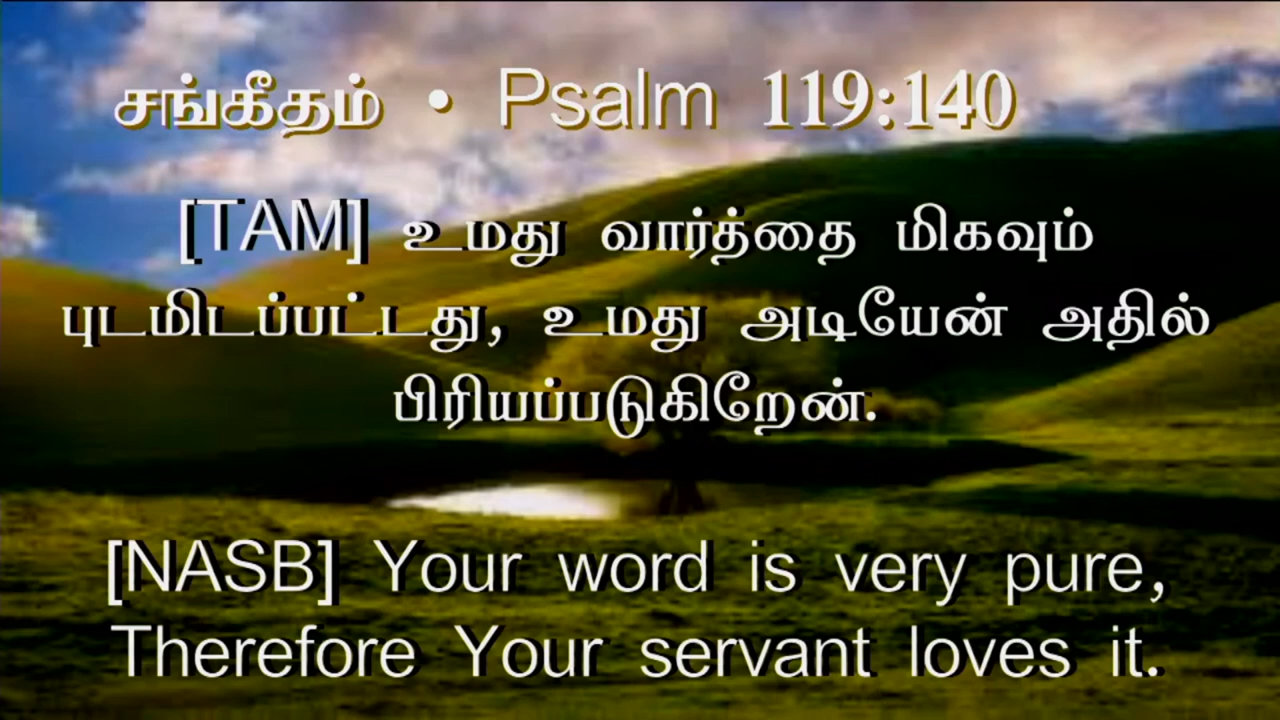 சங்கீதம் • Psalm 119:140
[TAM] உமது வார்த்தை மிகவும்
புடமிடப்பட்டது, உமது அடியேன் அதில்
பிரியப்படுகிறேன்.
[NASB] Your word is very pure,
Therefore Your servant loves it.